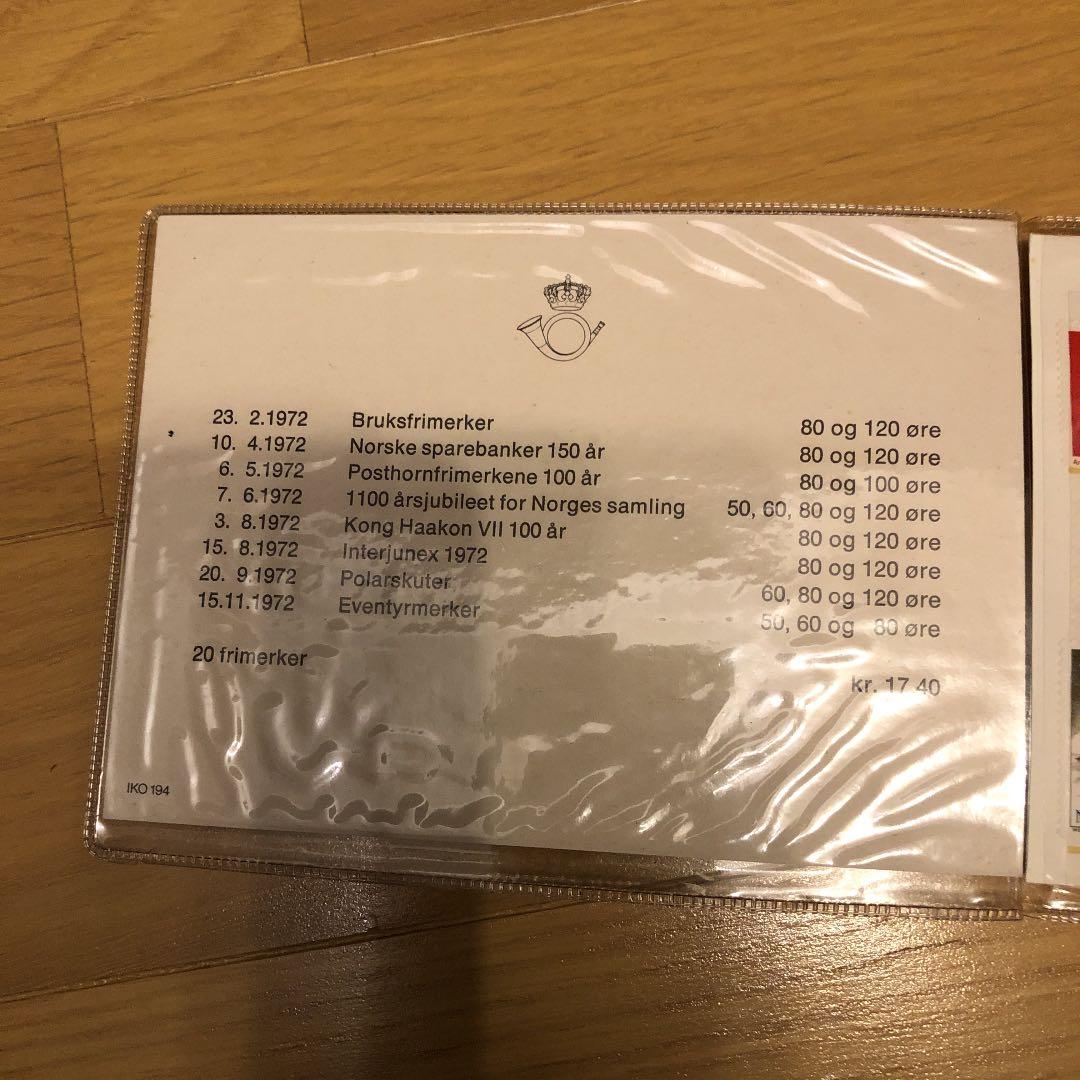 23. 2.1972 Bruksfrimerker 80 og 120 øre
10. 4.1972 Norske sparebanker 150 år 80 og 120 øre
6. 5.1972 Posthornfrimerkene 100 år 80 og 100 øre
7. 6.1972 1100 årsjubileet for Norges samling 50, 60, 80 og 120 øre
3. 8.1972 Kong Haakon VII 100 år 80 og 120 øre
15. 8.1972 Interjunex 1972 80 og 120 øre
20. 9.1972 Polarskuter 60, 80 og 120 øre
15.11.1972 Eventyrmerker 50, 60 og 80 øre
20 frimerker kr. 17.40
IKO 194